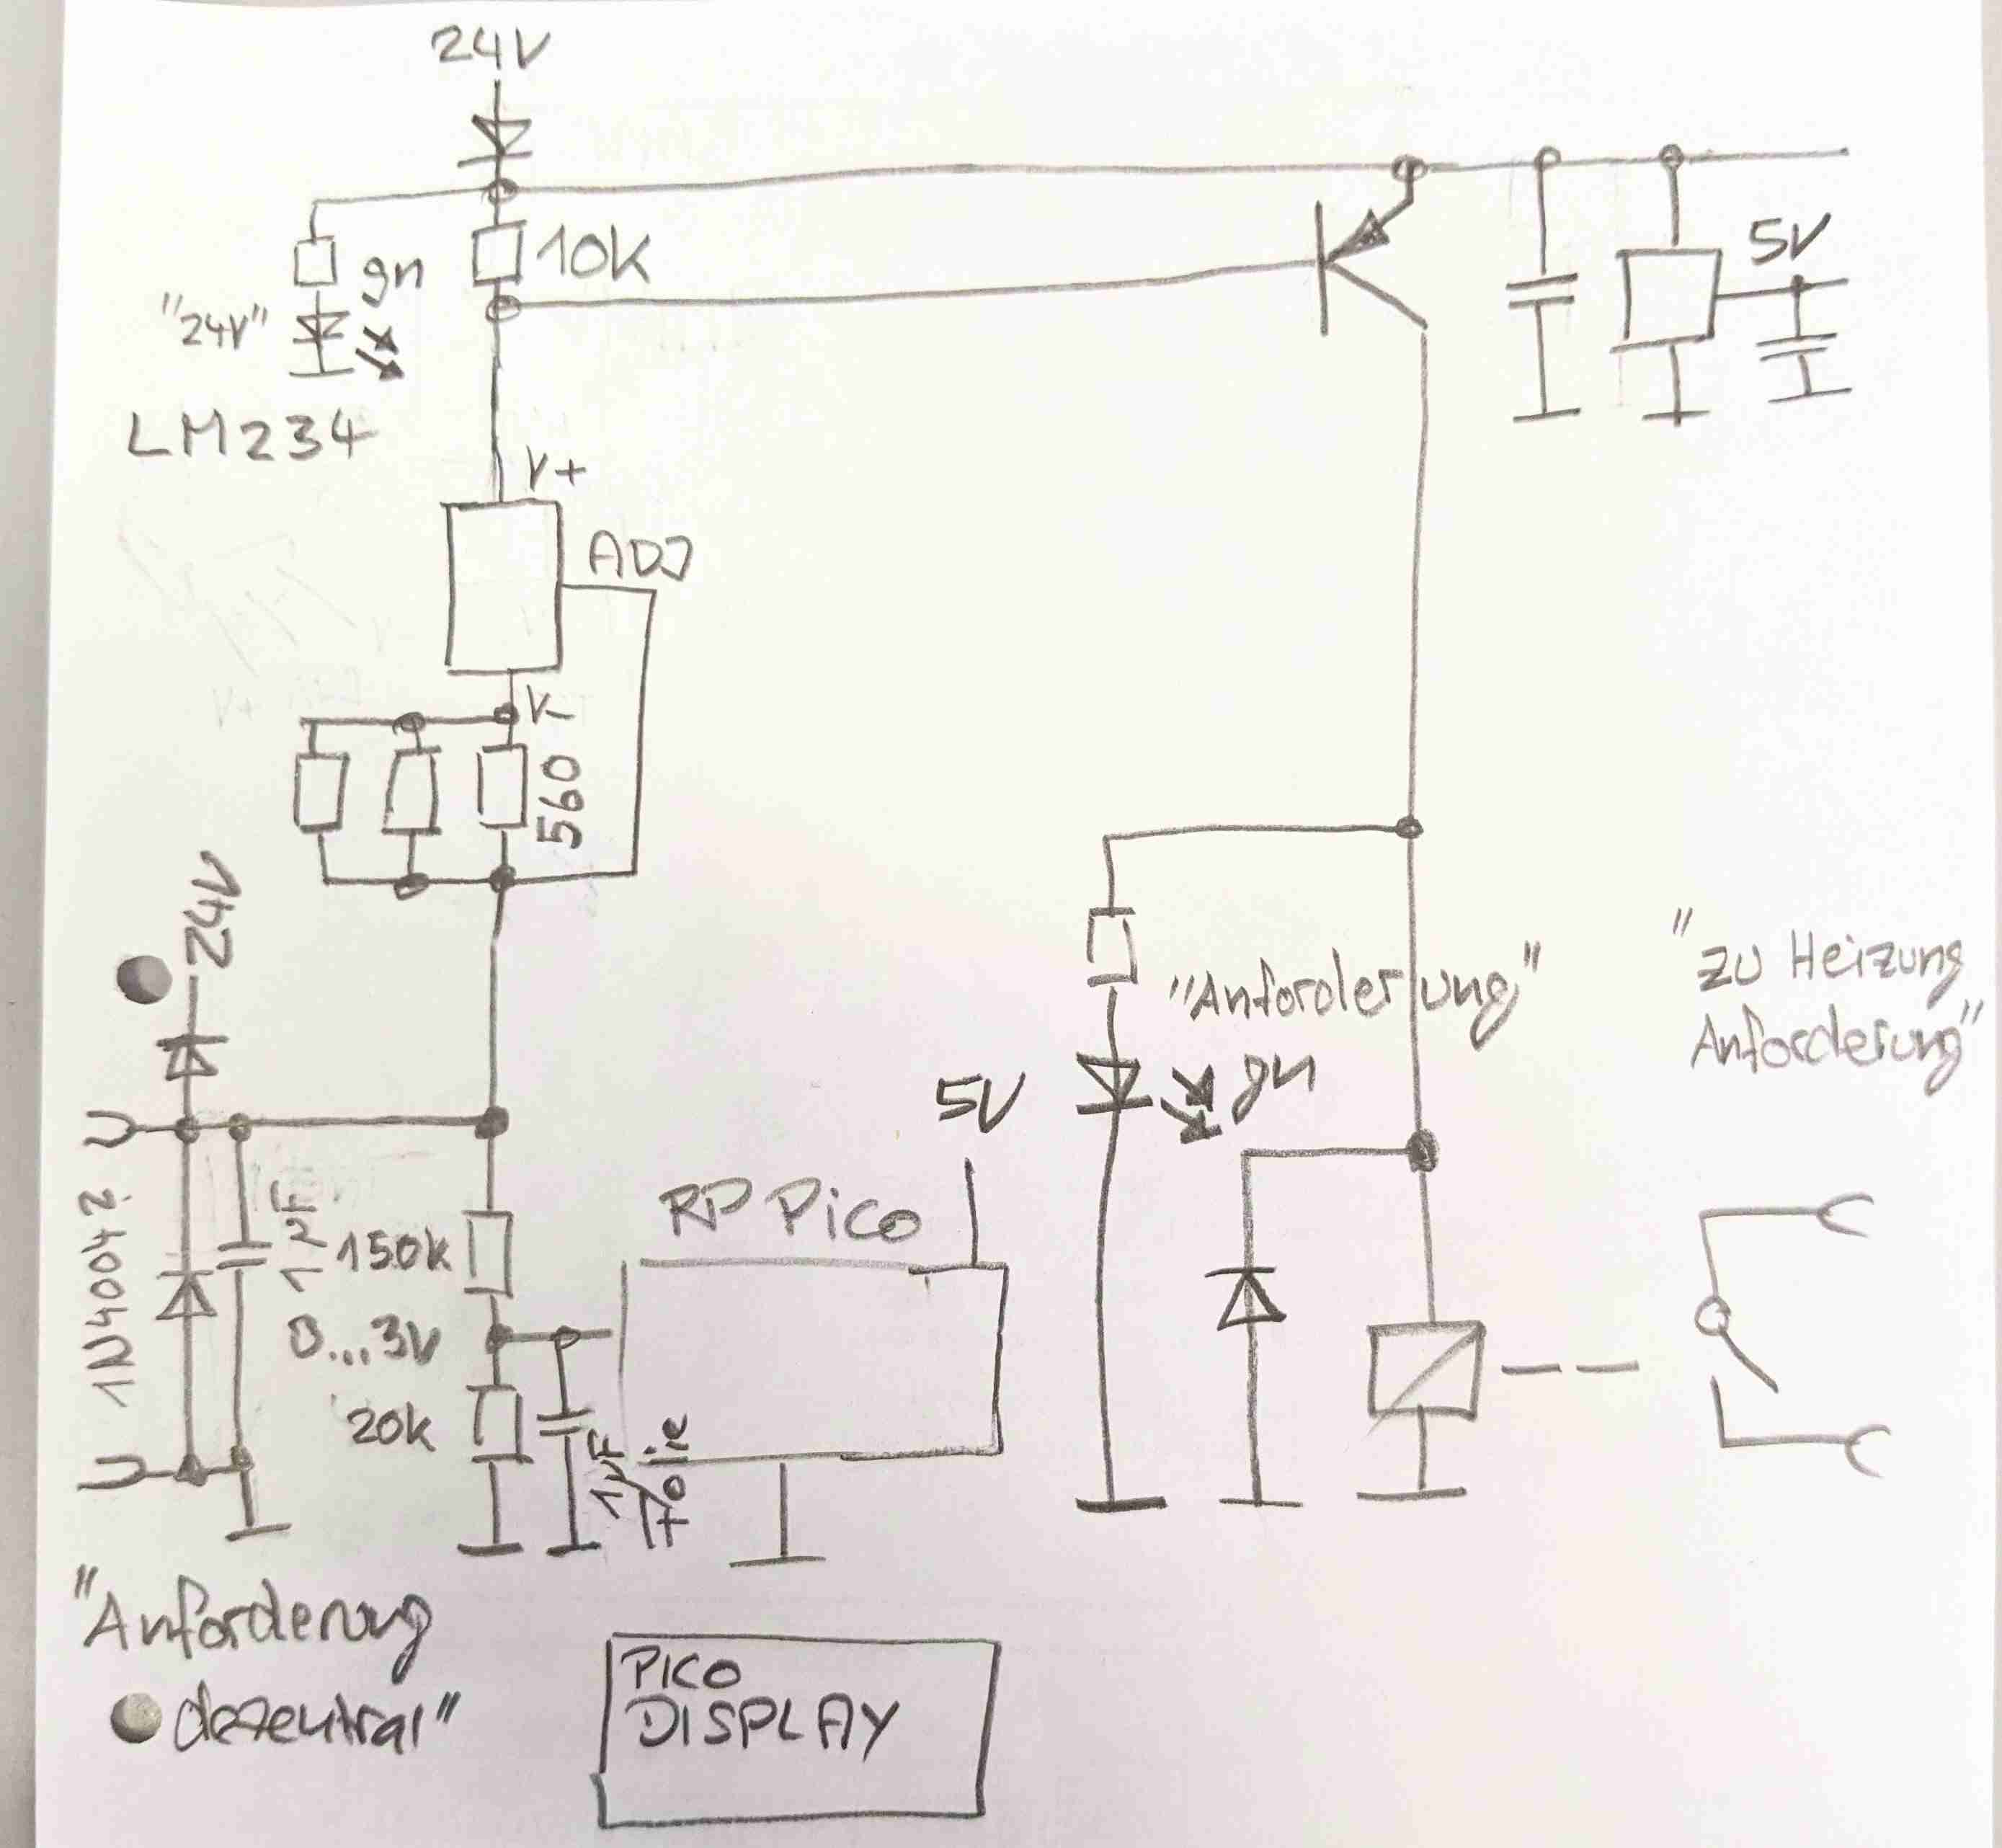 24V
10K
gn
"24V"
5V
LM234
V+
ADJ
V-
560
24V
"Anforderung"
gn
"zu Heizung
Anforderung"
5V
RP Pico
1N4004?
1µF
150k
0...3V
20k
1µF
Folie
"Anforderung
dezentral"
PICO
DISPLAY